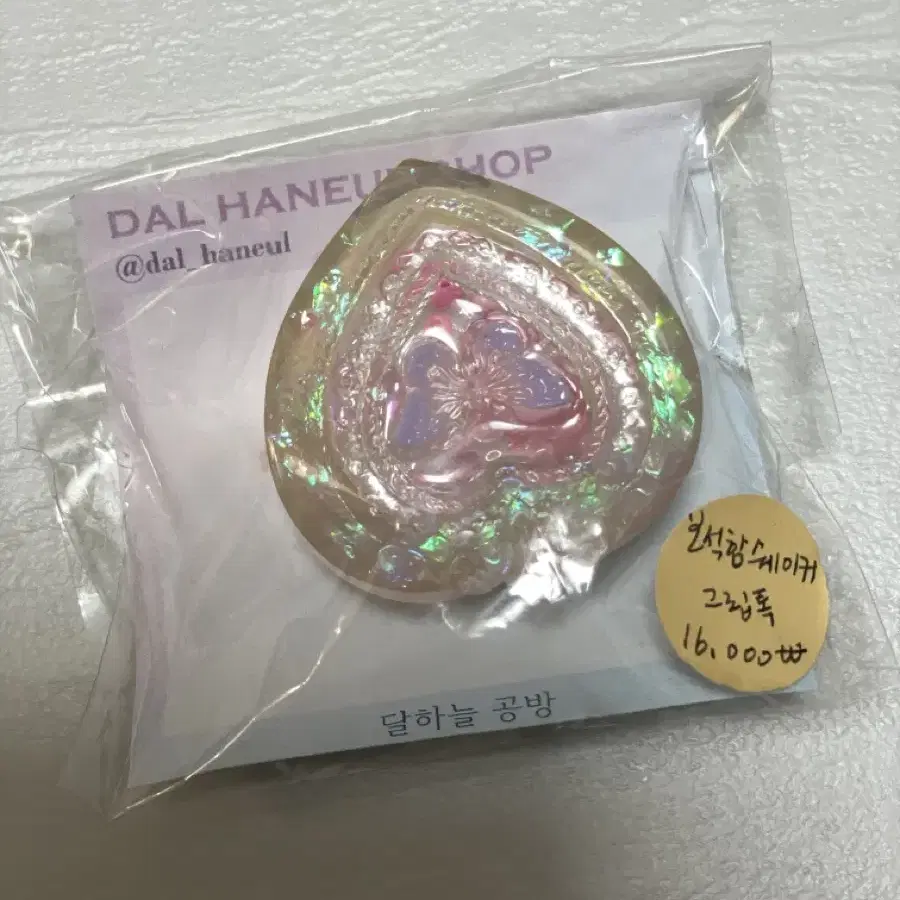 DAL HANEUL SHOP
@dal_haneul
보석함쉐이커
그립톡
16,000₩
달하늘 공방